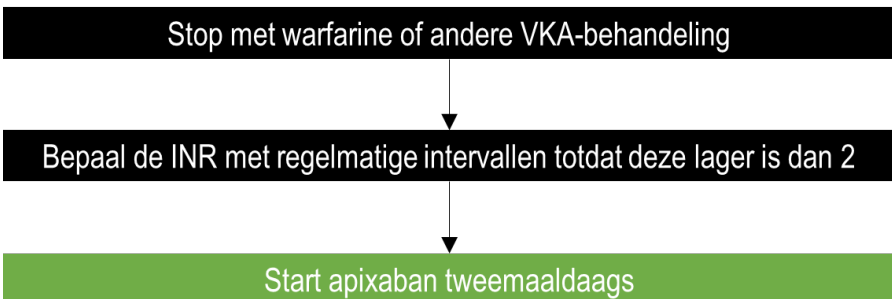 Stop met warfarine of andere VKA-behandeling
Bepaal de INR met regelmatige intervallen totdat deze lager is dan 2
Start apixaban tweemaaldaags